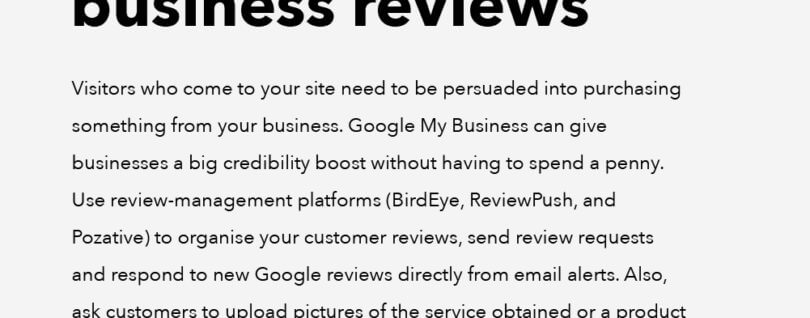 business reviews
Visitors who come to your site need to be persuaded into purchasing
something from your business. Google My Business can give
businesses a big credibility boost without having to spend a penny.
Use review-management platforms (BirdEye, ReviewPush, and
Pozative) to organise your customer reviews, send review requests
and respond to new Google reviews directly from email alerts. Also,
ask customers to upload pictures of the service obtained or a product